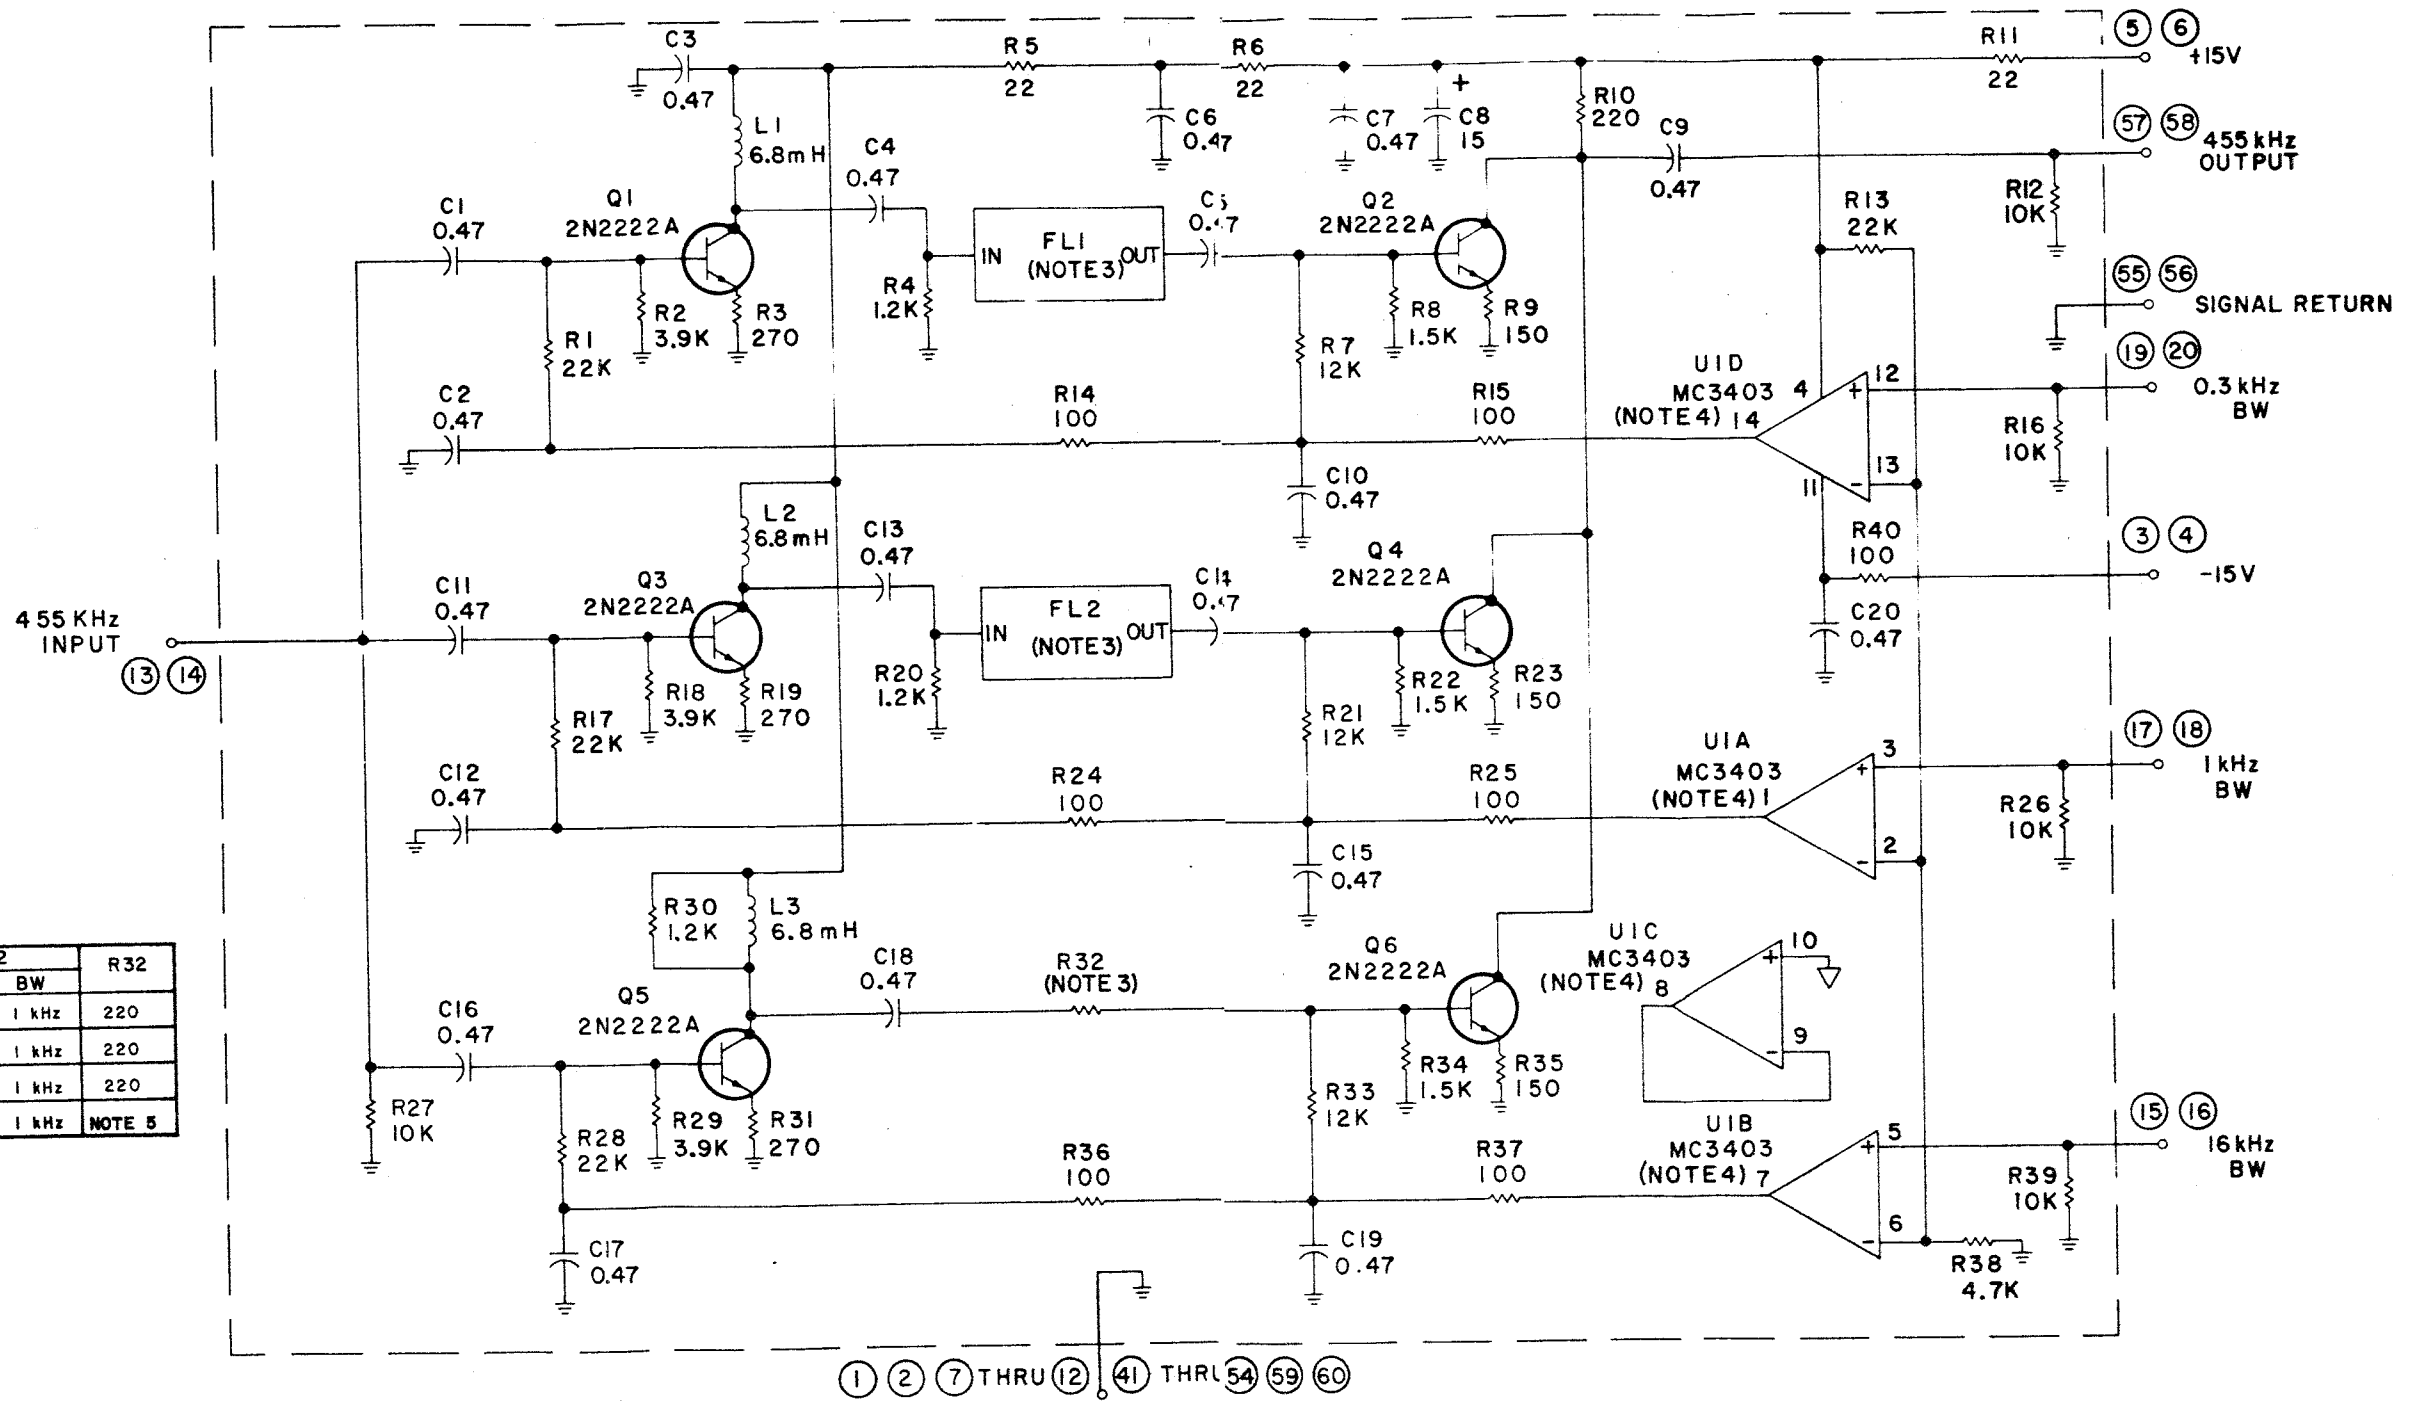 C3
0.47
R5
22
R6
22
R11
22
5 6
+15V
L1
6.8mH
C4
0.47
C6
0.47
C7
0.47
+
C8
15
R10
220
C9
0.47
57 58
455kHz
OUTPUT
R12
10K
C1
0.47
Q1
2N2222A
R1
22K
R2
3.9K
R3
270
R4
1.2K
IN
FL1
(NOTE3)
OUT
Q2
2N2222A
R7
12K
R8
1.5K
R9
150
R13
22K
55 56
SIGNAL RETURN
19 20
0.3kHz
BW
C2
0.47
R14
100
R15
100
U1D
MC3403
(NOTE4) 14
4
+
12
13
-
11
R16
10K
C10
0.47
L2
6.8mH
C13
0.47
R40
100
3 4
-15V
C20
0.47
455KHz
INPUT
13 14
C11
0.47
Q3
2N2222A
R17
22K
R18
3.9K
R19
270
R20
1.2K
IN
FL2
(NOTE3)
OUT
C14
Q4
2N2222A
R21
12K
R22
1.5K
R23
150
C12
0.47
R24
100
R25
100
U1A
MC3403
(NOTE4) 1
+
3
2
-
17 18
1kHz
BW
R26
10K
C15
0.47
R30
1.2K
L3
6.8mH
C18
0.47
R32
(NOTE3)
Q6
2N2222A
U1C
MC3403
(NOTE4) 8
+
10
9
-
2 R32
BW
1 kHz 220
1 kHz 220
1 kHz 220
1 kHz NOTE 5
C16
0.47
Q5
2N2222A
R27
10K
R28
22K
R29
3.9K
R31
270
R33
12K
R34
1.5K
R35
150
R36
100
R37
100
U1B
MC3403
(NOTE4) 7
+
5
6
-
15 16
16kHz
BW
R39
10K
R38
4.7K
C17
0.47
C19
0.47
1 2 7 THRU 12 41 THRU 54 59 60